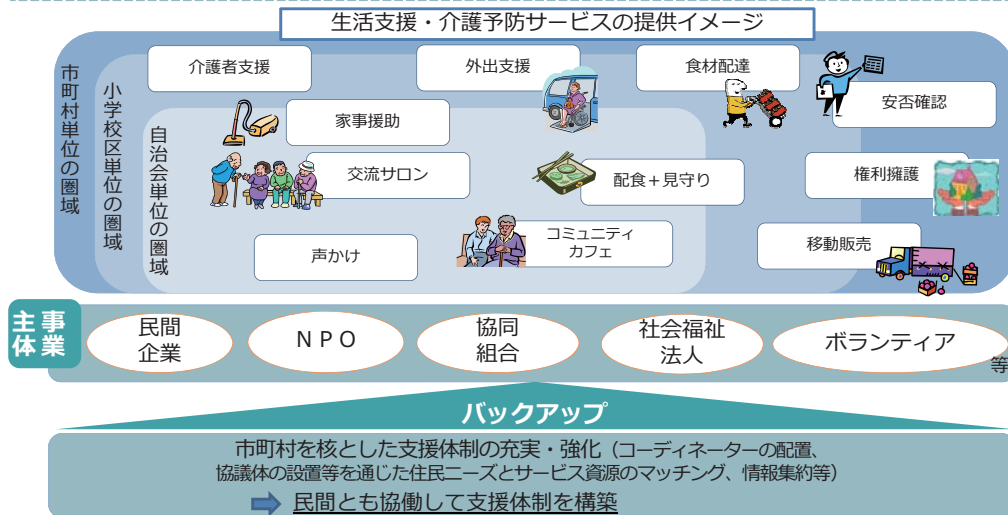 生活支援・介護予防サービスの提供イメージ
市町村単位の圏域
小学校区単位の圏域
自治会単位の圏域
介護者支援
外出支援
食材配達
安否確認
家事援助
交流サロン
配食+見守り
権利擁護
声かけ
コミュニティ
カフェ
移動販売
事業
主体
民間
企業
NPO
協同
組合
社会福祉
法人
ボランティア
等
バックアップ
市町村を核とした支援体制の充実・強化(コーディネーターの配置、
協議体の設置等を通じた住民ニーズとサービス資源のマッチング、情報集約等)
民間とも協働して支援体制を構築